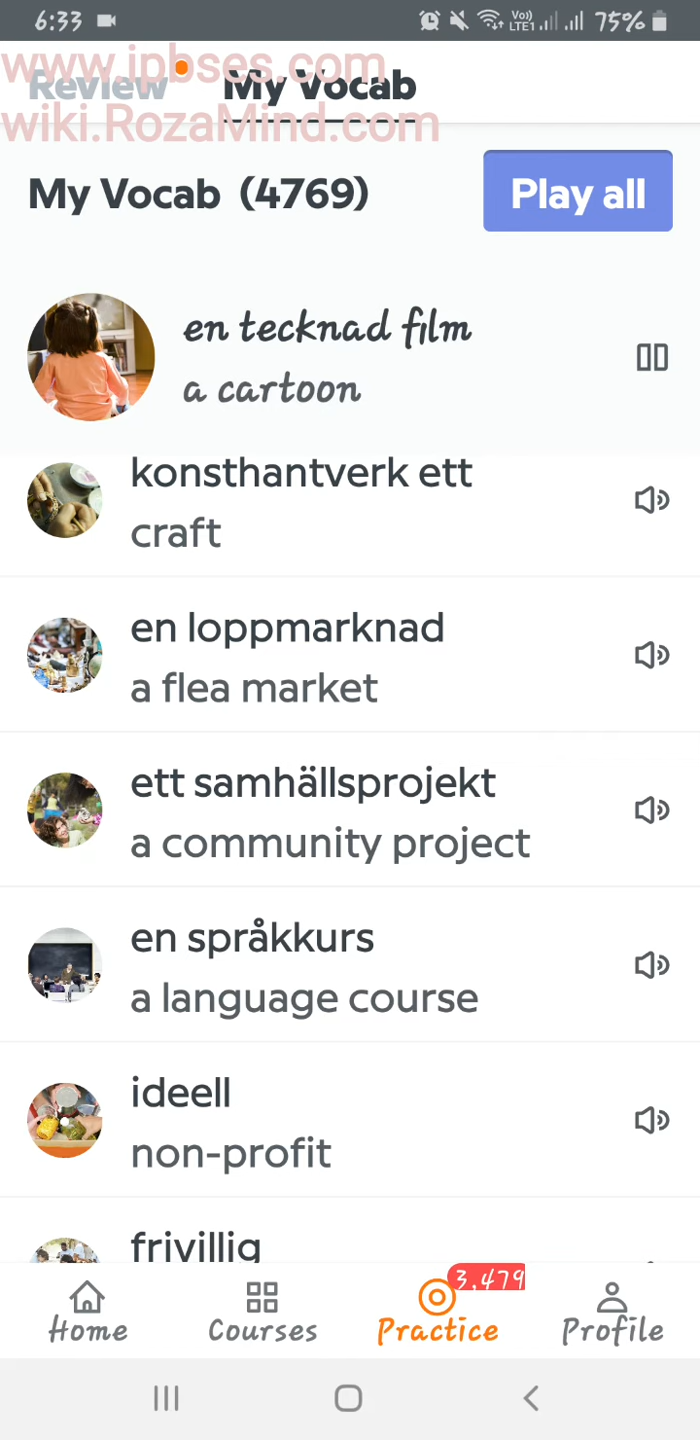 6:33 Vo)) LTE1 75%
www.ipbses.com
Review My Vocab
wiki.RozaMind.com
My Vocab (4769) Play all
en tecknad film
a cartoon
konsthantverk ett
craft
en loppmarknad
a flea market
ett samhällsprojekt
a community project
en språkkurs
a language course
ideell
non-profit
frivillig
3,479
Home Courses Practice Profile